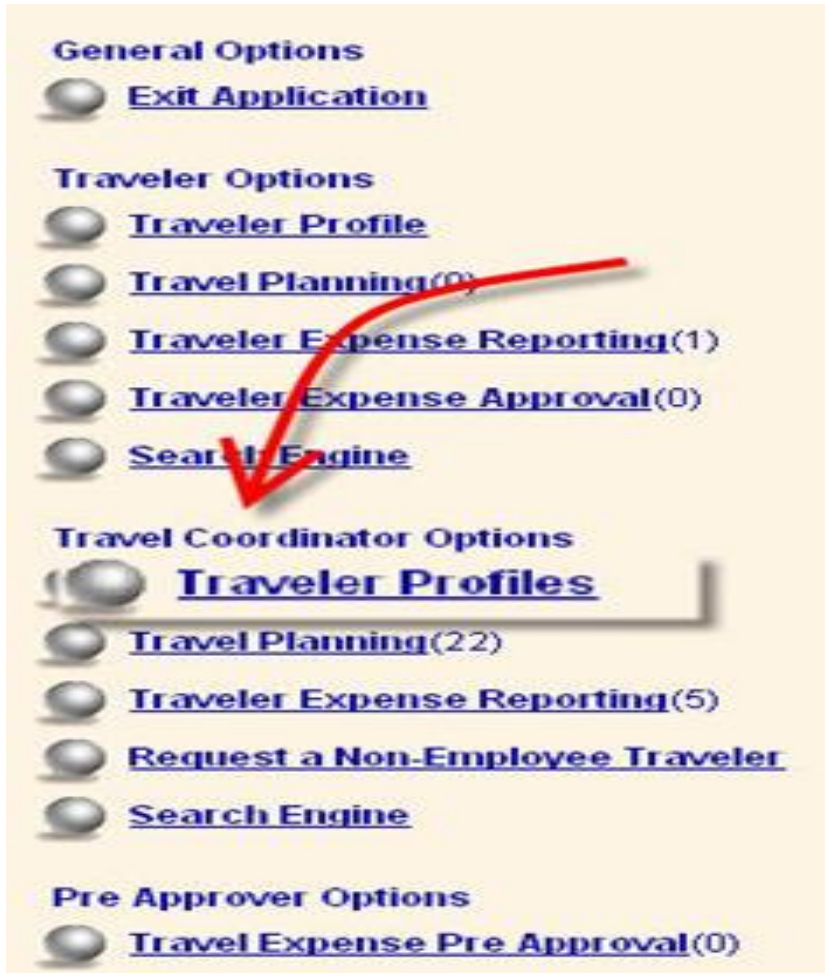 General Options
Exit Application
Traveler Options
Traveler Profile
Travel Planning(0)
Traveler Expense Reporting(1)
Traveler Expense Approval(0)
Search Engine
Travel Coordinator Options
Traveler Profiles
Travel Planning(22)
Traveler Expense Reporting(5)
Request a Non-Employee Traveler
Search Engine
Pre Approver Options
Travel Expense Pre Approval(0)